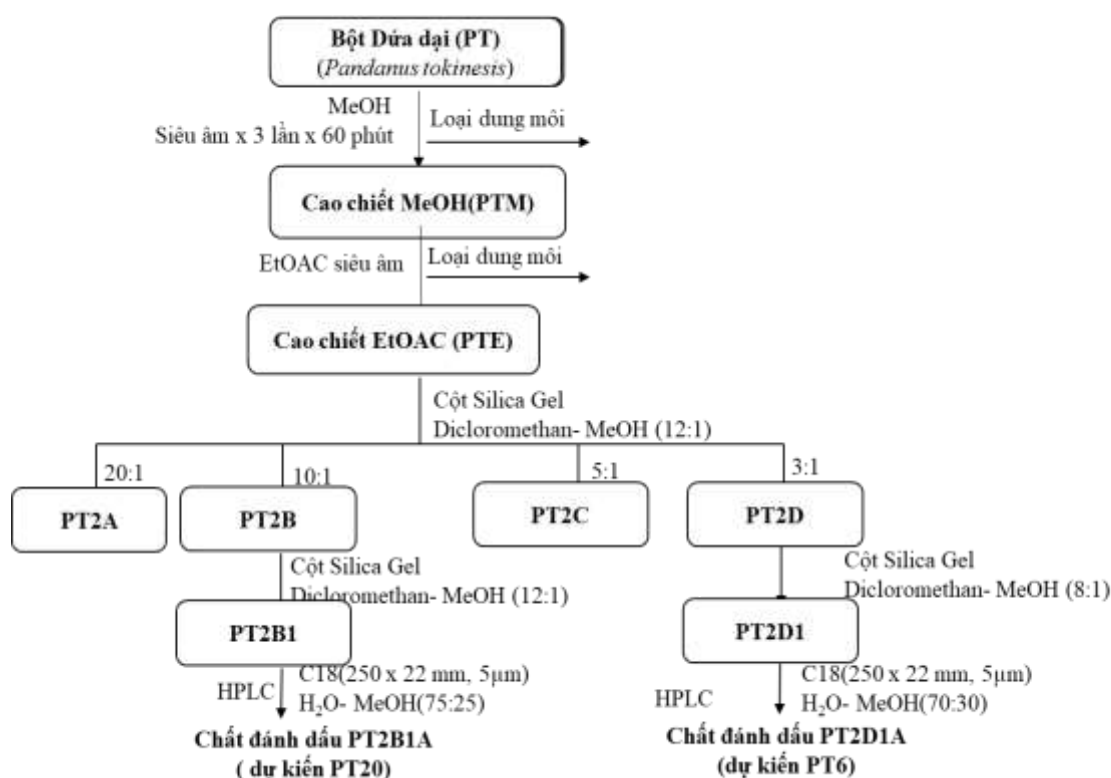 Bột Dứa dại (PT)
(Pandanus tokinesis)
MeOH
Siêu âm x 3 lần x 60 phút
Loại dung môi
Cao chiết MeOH(PTM)
EtOAC siêu âm
Loại dung môi
Cao chiết EtOAC (PTE)
Cột Silica Gel
Dicloromethan- MeOH (12:1)
20:1
10:1
5:1
3:1
PT2A
PT2B
PT2C
PT2D
Cột Silica Gel
Dicloromethan- MeOH (12:1)
Cột Silica Gel
Dicloromethan- MeOH (8:1)
PT2B1
PT2D1
HPLC
C18(250 x 22 mm, 5µm)
H₂O- MeOH(75:25)
HPLC
C18(250 x 22 mm, 5µm)
H₂O- MeOH(70:30)
Chất đánh dấu PT2B1A
( dự kiến PT20)
Chất đánh dấu PT2D1A
(dự kiến PT6)